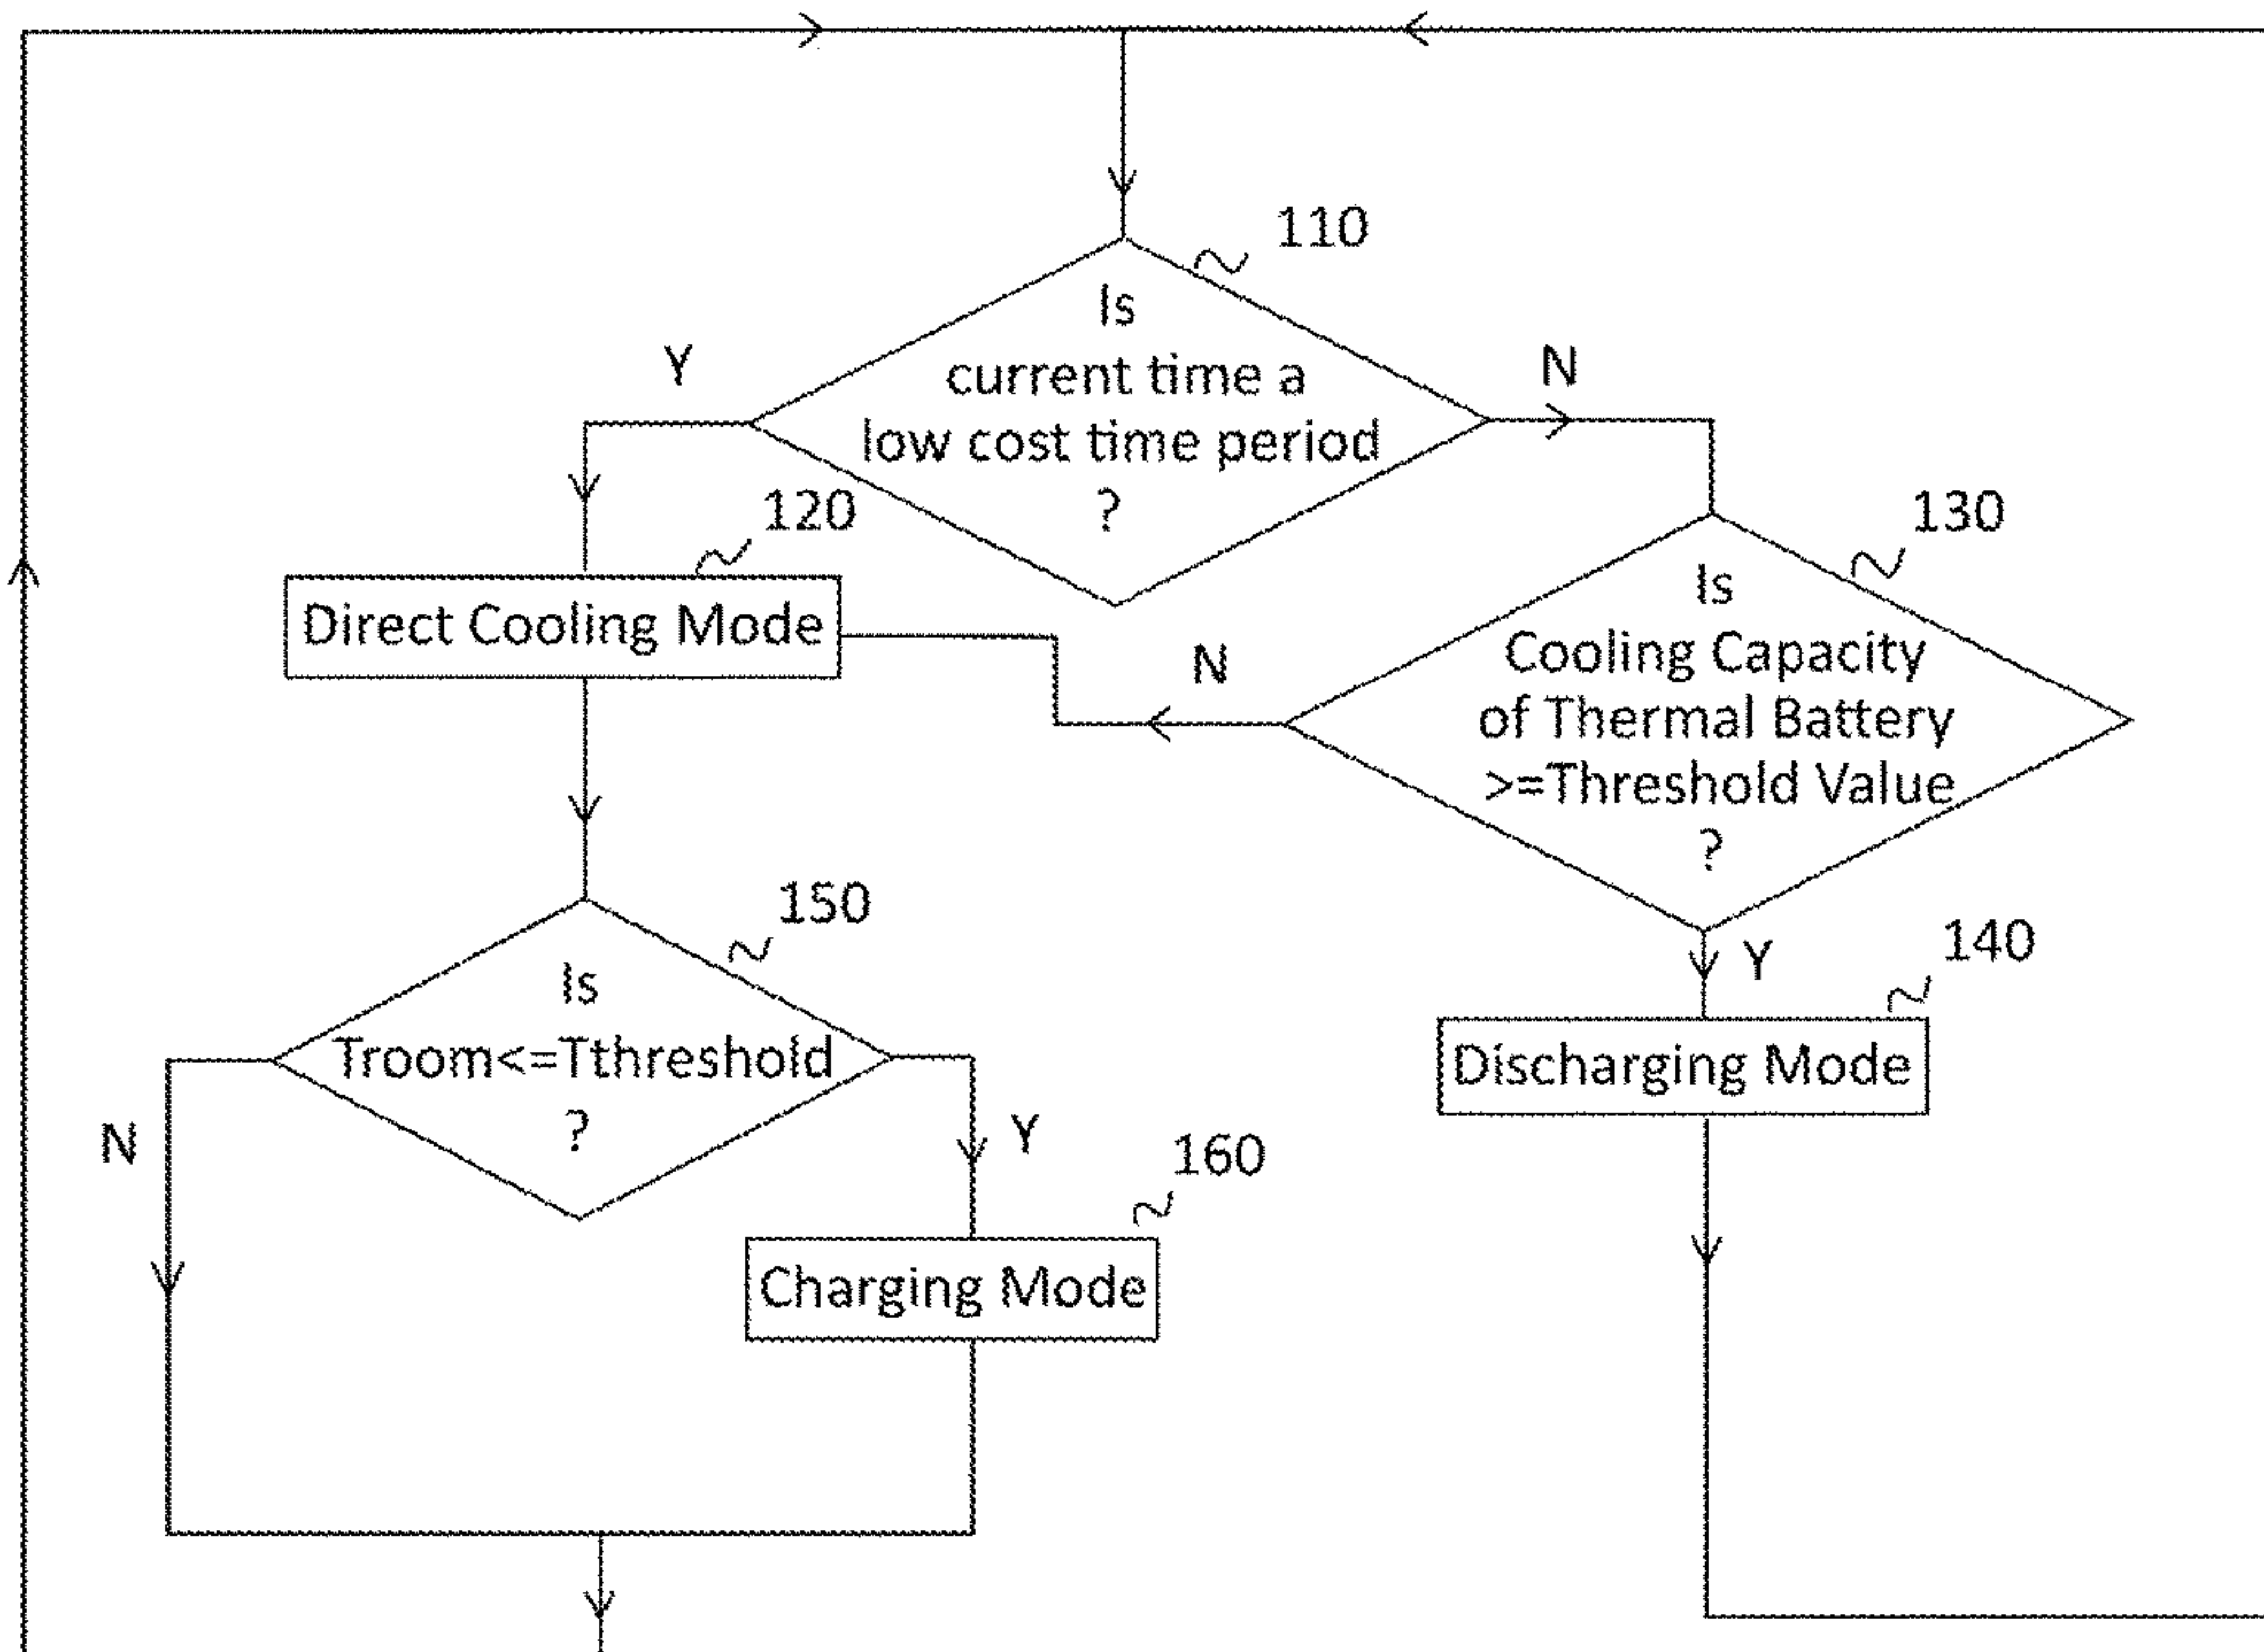 110
Is
current time a
low cost time period
?
Y
N
120
Direct Cooling Mode
130
Is
Cooling Capacity
of Thermal Battery
>=Threshold Value
?
N
Y
140
Discharging Mode
150
Is
Troom<=Tthreshold
?
N
Y
160
Charging Mode